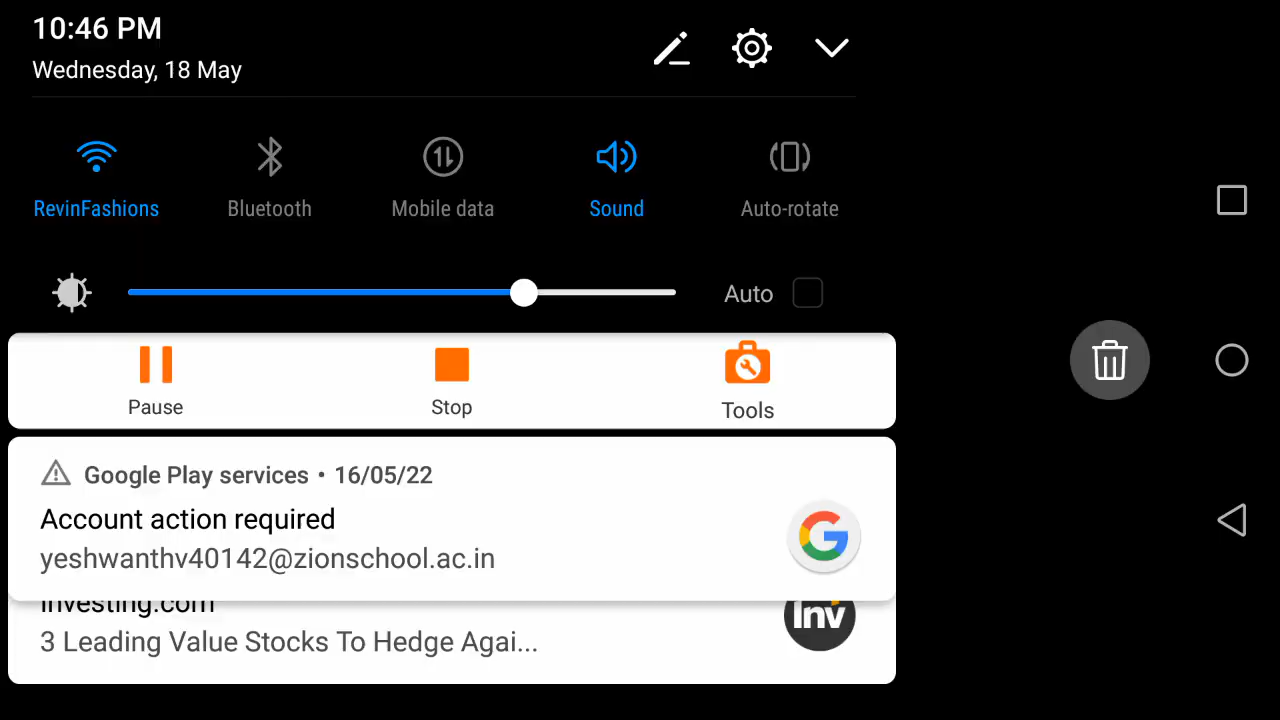 10:46 PM
Wednesday, 18 May
RevinFashions
Bluetooth
Mobile data
Sound
Auto-rotate
Auto
Pause
Stop
Tools
Google Play services • 16/05/22
Account action required
yeshwanthv40142@zionschool.ac.in
Investing.com
Inv
3 Leading Value Stocks To Hedge Agai...